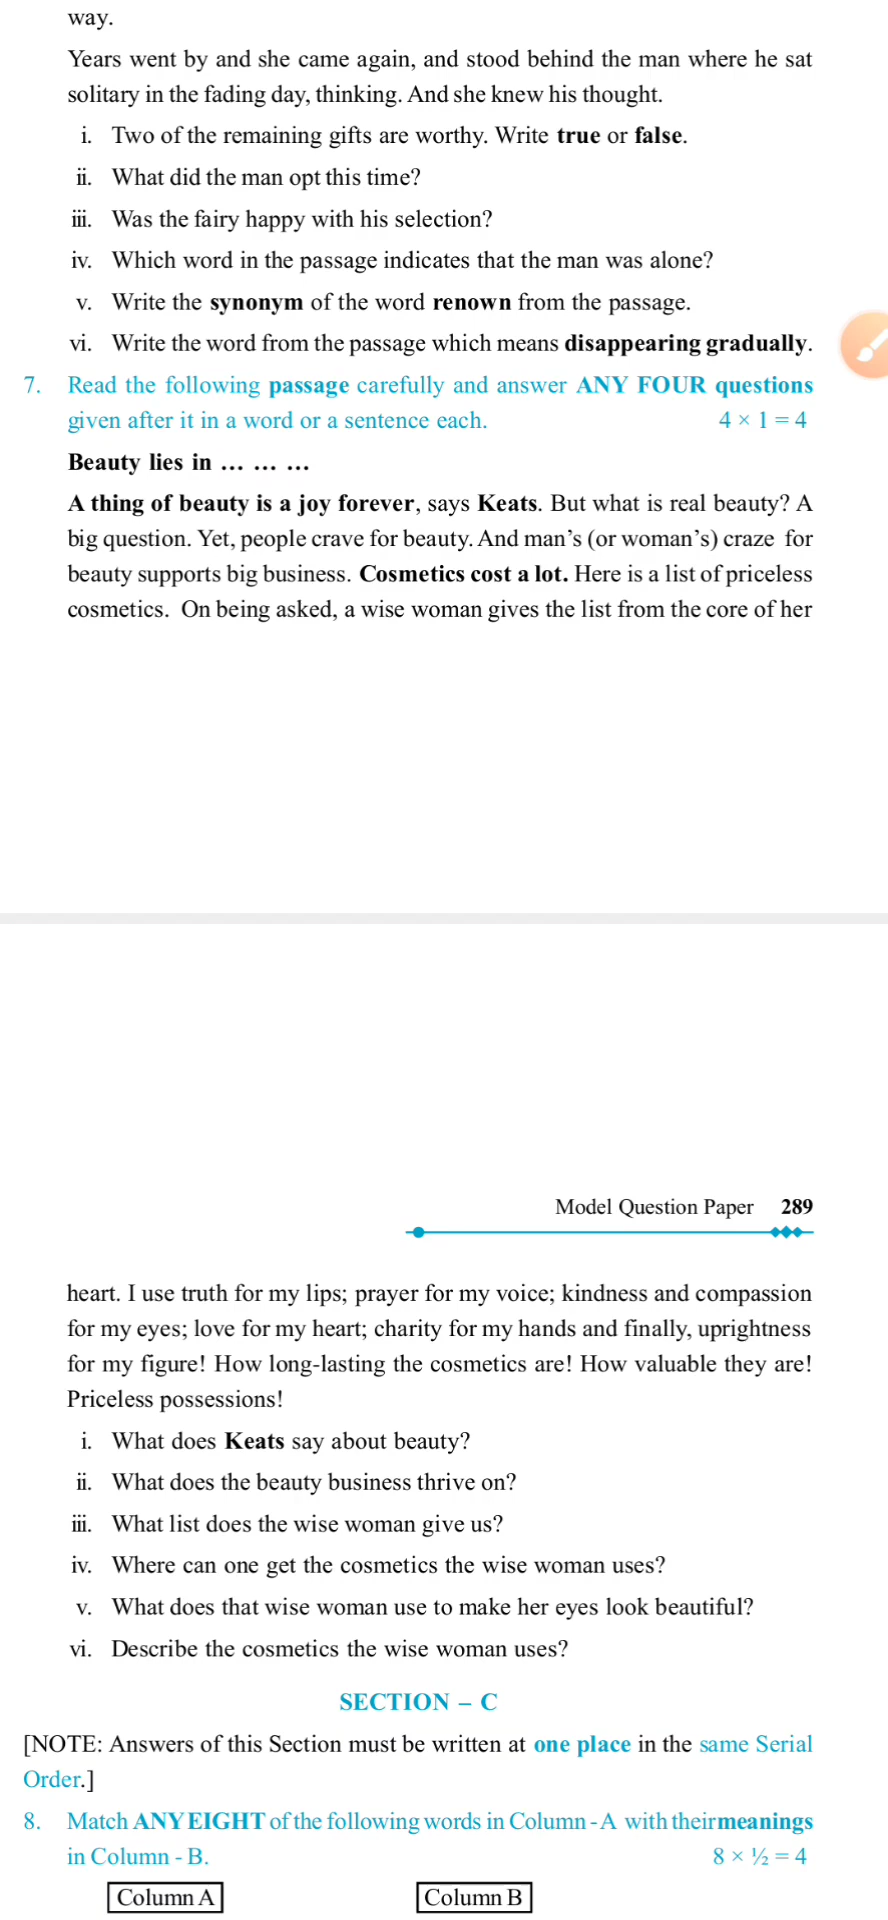 way.
Years went by and she came again, and stood behind the man where he sat
solitary in the fading day, thinking. And she knew his thought.
i. Two of the remaining gifts are worthy. Write true or false.
ii. What did the man opt this time?
iii. Was the fairy happy with his selection?
iv. Which word in the passage indicates that the man was alone?
v. Write the synonym of the word renown from the passage.
vi. Write the word from the passage which means disappearing gradually.
7. Read the following passage carefully and answer ANY FOUR questions
given after it in a word or a sentence each. 4 × 1 = 4
Beauty lies in ... ... ...
A thing of beauty is a joy forever, says Keats. But what is real beauty? A
big question. Yet, people crave for beauty. And man's (or woman's) craze for
beauty supports big business. Cosmetics cost a lot. Here is a list of priceless
cosmetics. On being asked, a wise woman gives the list from the core of her
Model Question Paper 289
heart. I use truth for my lips; prayer for my voice; kindness and compassion
for my eyes; love for my heart; charity for my hands and finally, uprightness
for my figure! How long-lasting the cosmetics are! How valuable they are!
Priceless possessions!
i. What does Keats say about beauty?
ii. What does the beauty business thrive on?
iii. What list does the wise woman give us?
iv. Where can one get the cosmetics the wise woman uses?
v. What does that wise woman use to make her eyes look beautiful?
vi. Describe the cosmetics the wise woman uses?
SECTION – C
[NOTE: Answers of this Section must be written at one place in the same Serial
Order.]
8. Match ANY EIGHT of the following words in Column - A with their meanings
in Column - B. 8 × ½ = 4
Column A Column B